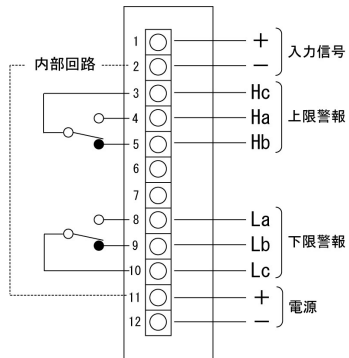 1 + 入力信号
2 −
内部回路
3 Hc
4 Ha 上限警報
5 Hb
6
7
8 La
9 Lb 下限警報
10 Lc
11 + 電源
12 −